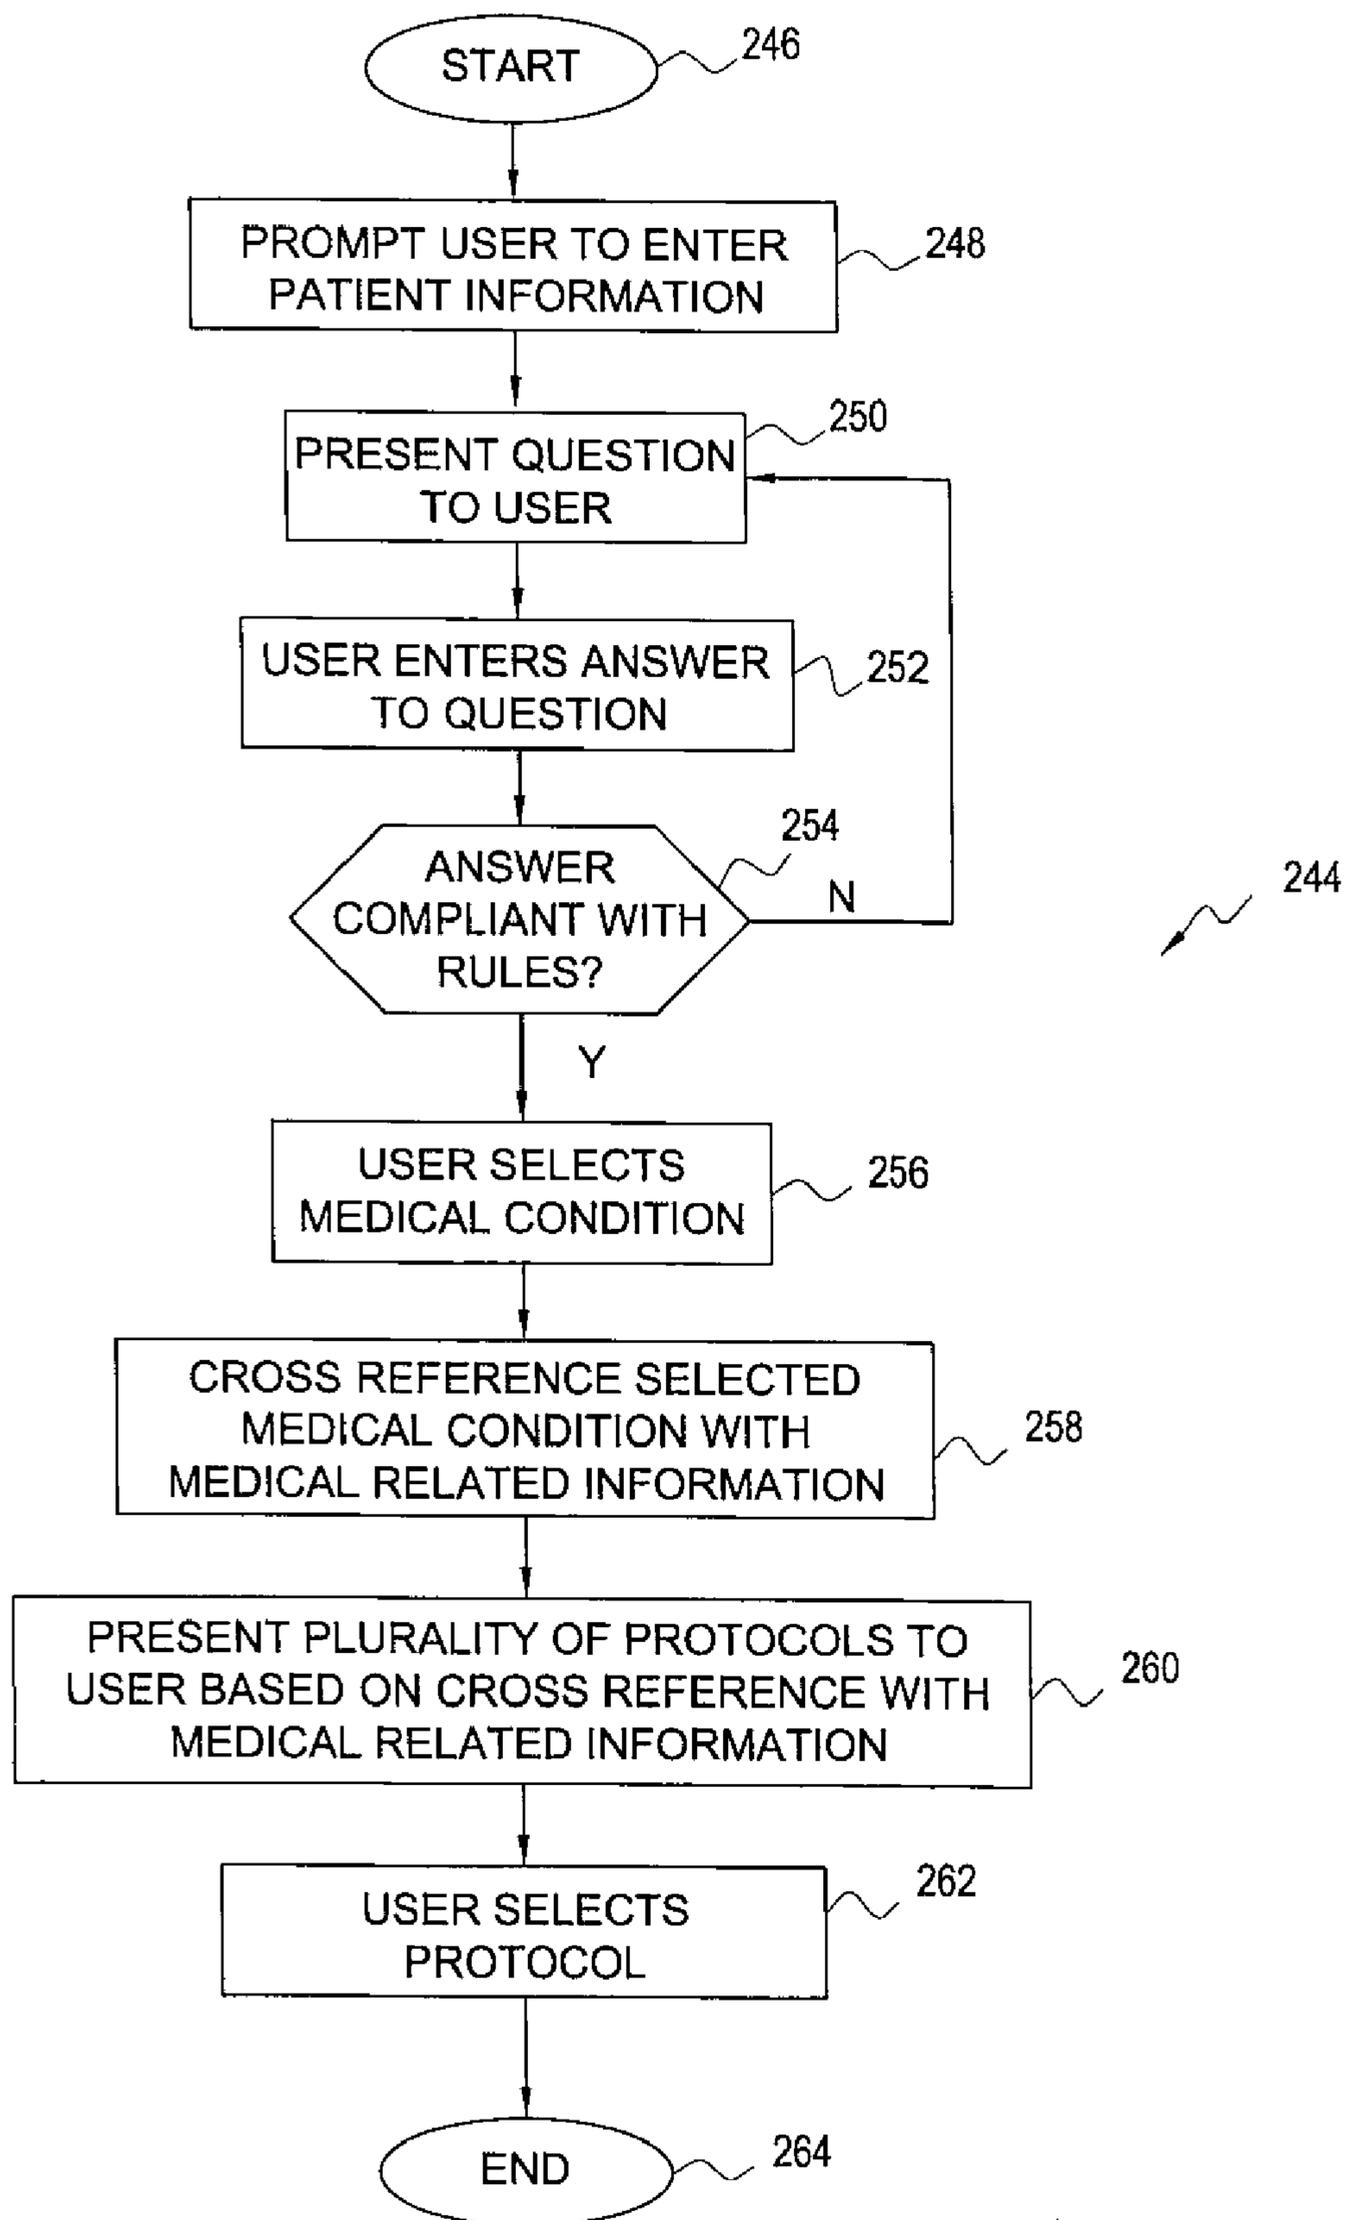 START
246
PROMPT USER TO ENTER
PATIENT INFORMATION
248
PRESENT QUESTION
TO USER
250
USER ENTERS ANSWER
TO QUESTION
252
ANSWER
COMPLIANT WITH
RULES?
254
N
244
Y
USER SELECTS
MEDICAL CONDITION
256
CROSS REFERENCE SELECTED
MEDICAL CONDITION WITH
MEDICAL RELATED INFORMATION
258
PRESENT PLURALITY OF PROTOCOLS TO
USER BASED ON CROSS REFERENCE WITH
MEDICAL RELATED INFORMATION
260
USER SELECTS
PROTOCOL
262
END
264